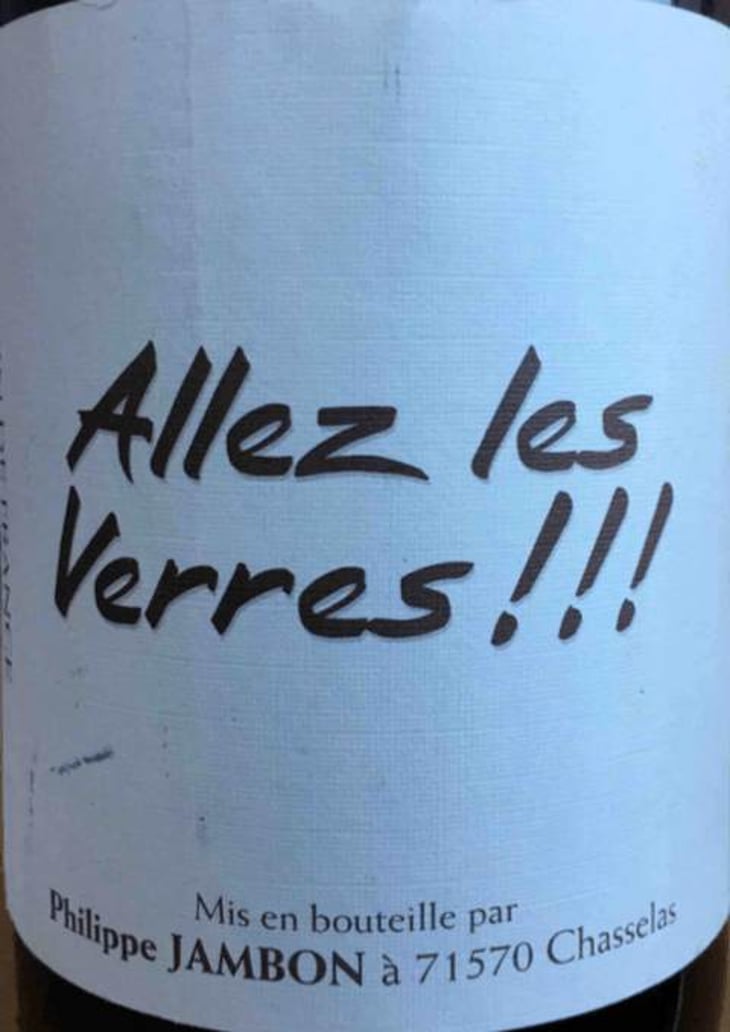 Allez les
Verres!!!
Mis en bouteille par
Philippe JAMBON à 71570 Chasselas